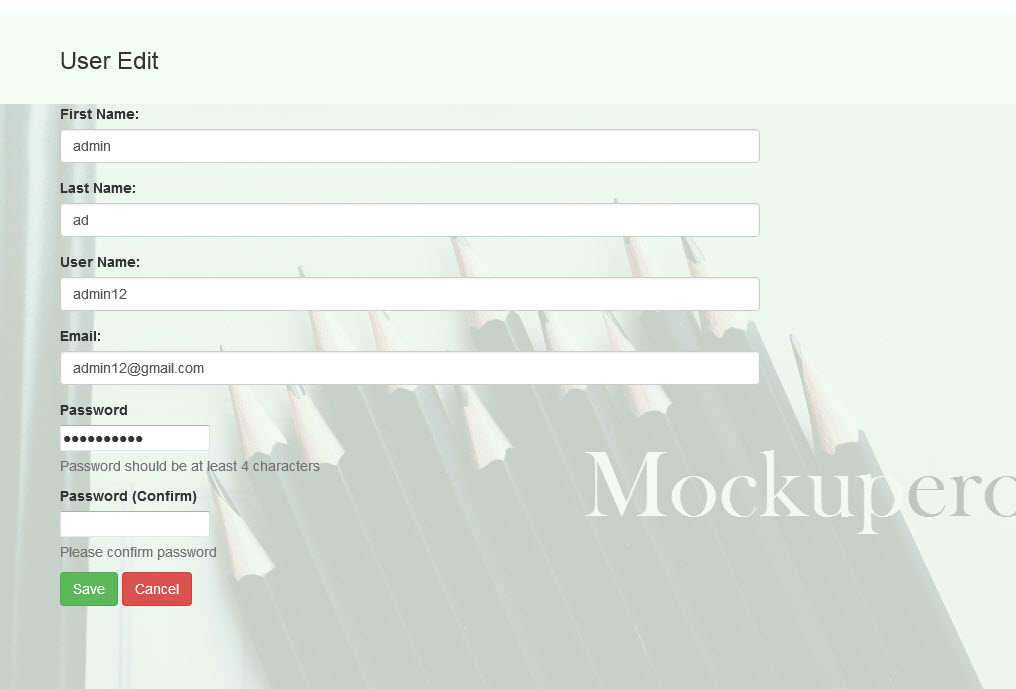 User Edit
First Name:
admin
Last Name:
ad
User Name:
admin12
Email:
admin12@gmail.com
Password
●●●●●●●●●●
Password should be at least 4 characters
Mockupero
Password (Confirm)
Please confirm password
Save Cancel